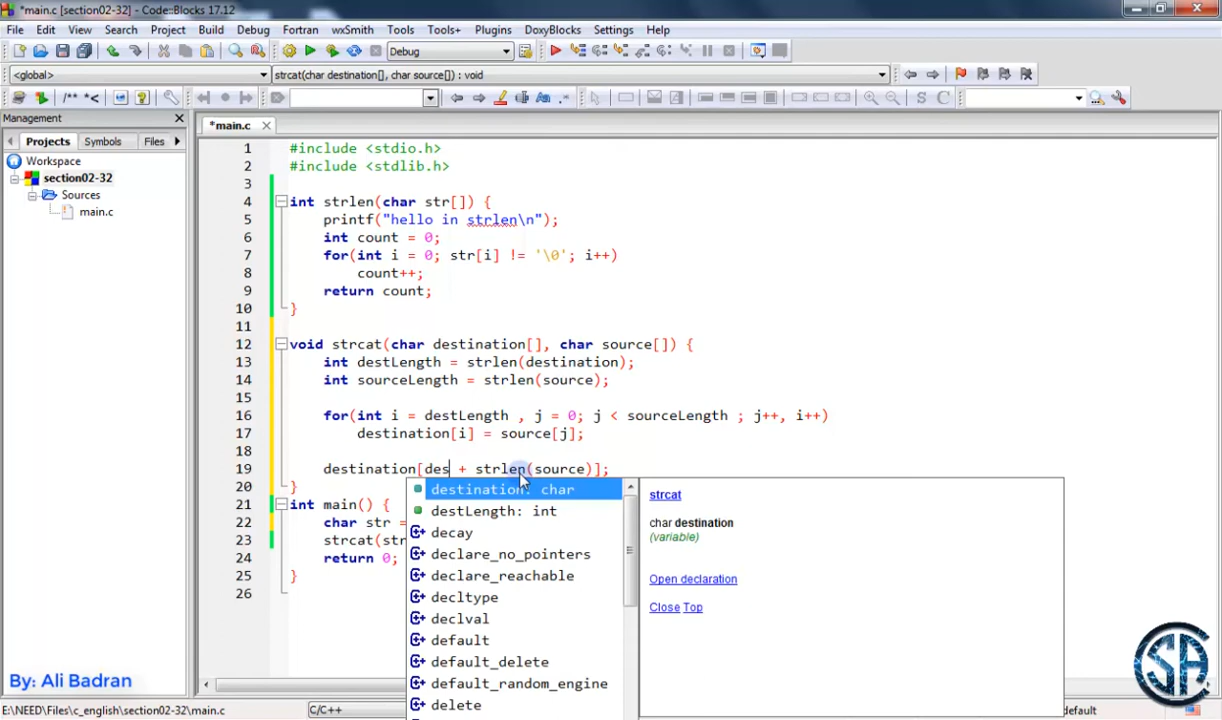 *main.c [section02-32] - Code::Blocks 17.12
File Edit View Search Project Build Debug Fortran wxSmith Tools Tools+ Plugins DoxyBlocks Settings Help
Debug
<global> strcat(char destination[], char source[]) : void
/** *<
S C
Management
*main.c
Projects Symbols Files
Workspace
section02-32
Sources
main.c
1 #include <stdio.h>
2 #include <stdlib.h>
3
4 int strlen(char str[]) {
5 printf("hello in strlen\n");
6 int count = 0;
7 for(int i = 0; str[i] != '\0'; i++)
8 count++;
9 return count;
10 }
11
12 void strcat(char destination[], char source[]) {
13 int destLength = strlen(destination);
14 int sourceLength = strlen(source);
15
16 for(int i = destLength , j = 0; j < sourceLength ; j++, i++)
17 destination[i] = source[j];
18
19 destination[des + strlen(source)];
20 }
21 int main() {
22 char str =
23 strcat(str
24 return 0;
25 }
26
destination: char
destLength: int
decay
declare_no_pointers
declare_reachable
decltype
declval
default
default_delete
default_random_engine
delete
strcat
char destination
(variable)
Open declaration
Close Top
By: Ali Badran
E:\NEED\Files\c_english\section02-32\main.c C/C++ default